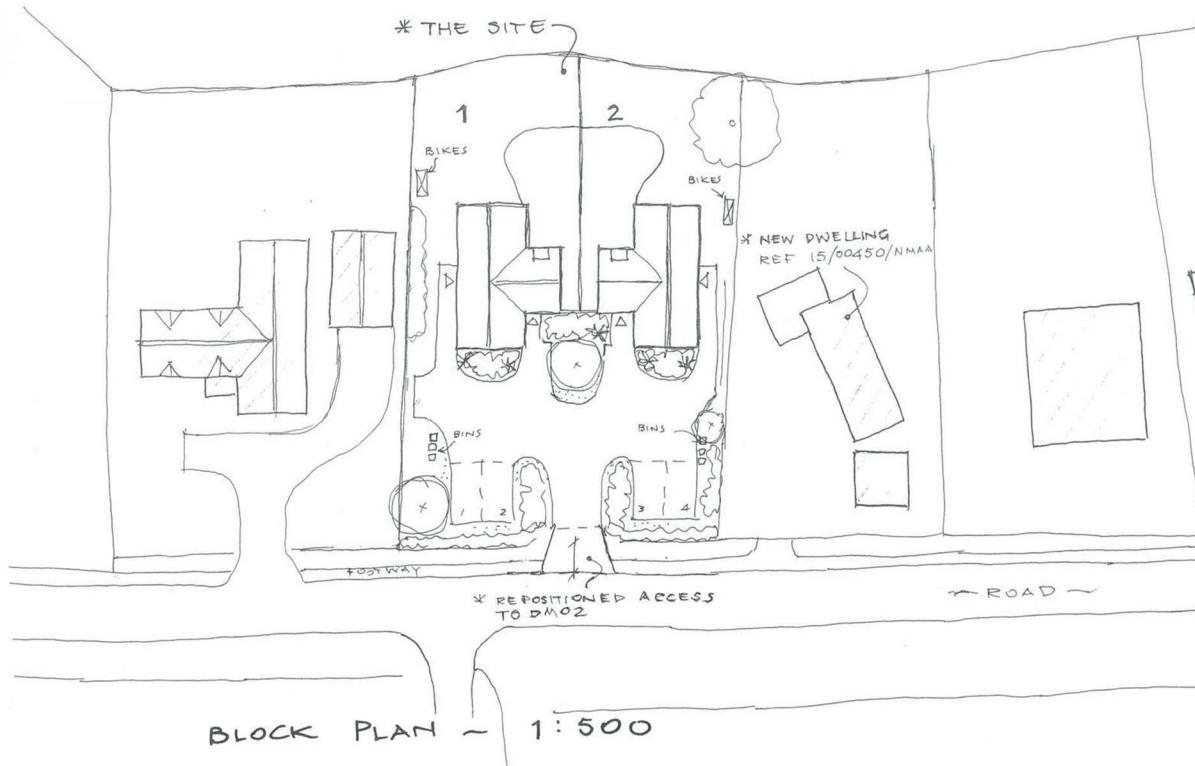 * THE SITE
1
2
BIKES
BIKES
* NEW DWELLING
REF 15/00450/NMAA
BINS
BINS
1 2
3 4
FOOTWAY
* REPOSITIONED ACCESS
TO DM02
~ ROAD ~
BLOCK PLAN ~ 1:500